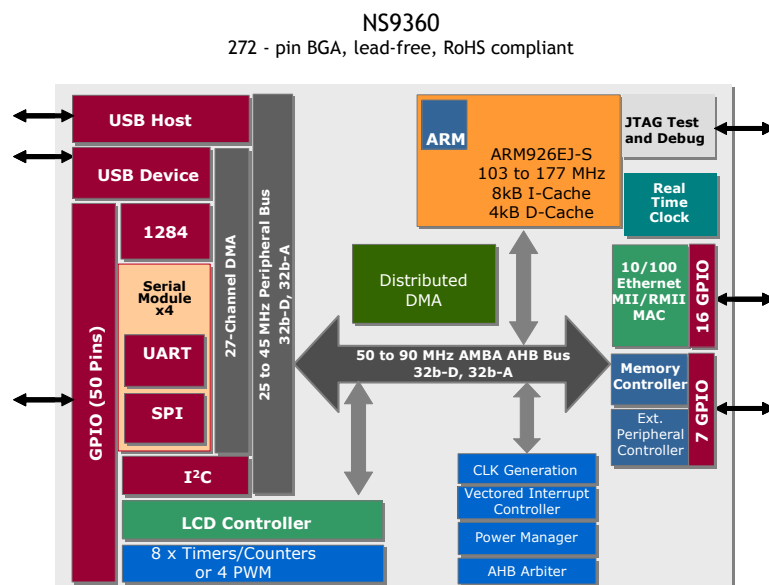 NS9360
272 - pin BGA, lead-free, RoHS compliant
USB Host
USB Device
1284
Serial
Module
x4
UART
SPI
I²C
GPIO (50 Pins)
27-Channel DMA
25 to 45 MHz Peripheral Bus
32b-D, 32b-A
LCD Controller
8 x Timers/Counters
or 4 PWM
ARM
ARM926EJ-S
103 to 177 MHz
8kB I-Cache
4kB D-Cache
JTAG Test
and Debug
Real
Time
Clock
Distributed
DMA
10/100
Ethernet
MII/RMII
MAC
16 GPIO
50 to 90 MHz AMBA AHB Bus
32b-D, 32b-A
Memory
Controller
Ext.
Peripheral
Controller
7 GPIO
CLK Generation
Vectored Interrupt
Controller
Power Manager
AHB Arbiter